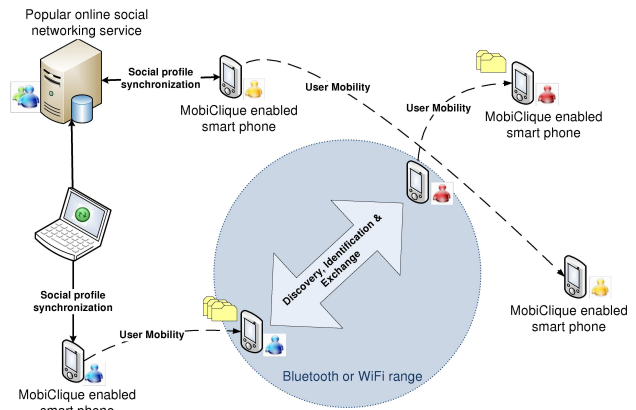 Popular online social
networking service
Social profile
synchronization
MobiClique enabled
smart phone
User Mobility
User Mobility
MobiClique enabled
smart phone
Discovery, Identification &
Exchange
Social profile
synchronization
User Mobility
MobiClique enabled
smart phone
Bluetooth or WiFi range
MobiClique enabled
smart phone